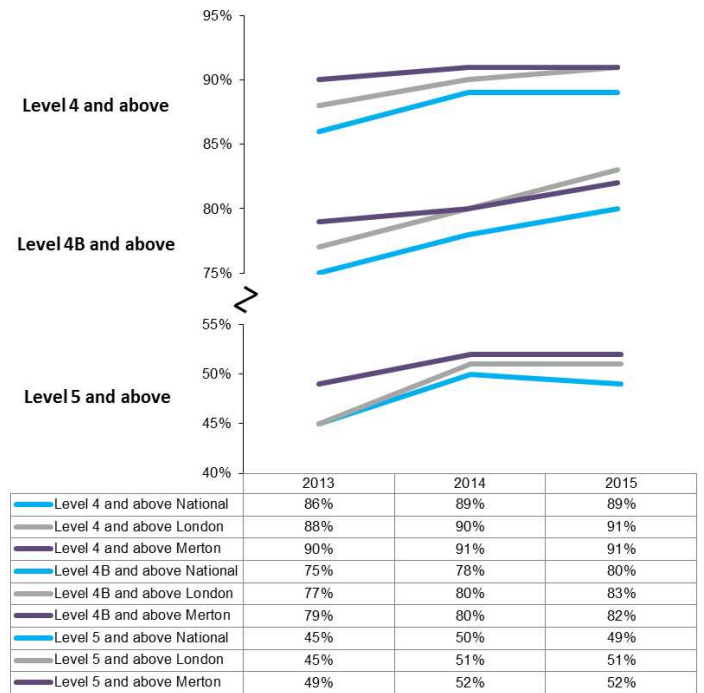 95%
90%
Level 4 and above
85%
80%
Level 4B and above
75%
55%
50%
Level 5 and above
45%
40%
2013 2014 2015
Level 4 and above National 86% 89% 89%
Level 4 and above London 88% 90% 91%
Level 4 and above Merton 90% 91% 91%
Level 4B and above National 75% 78% 80%
Level 4B and above London 77% 80% 83%
Level 4B and above Merton 79% 80% 82%
Level 5 and above National 45% 50% 49%
Level 5 and above London 45% 51% 51%
Level 5 and above Merton 49% 52% 52%